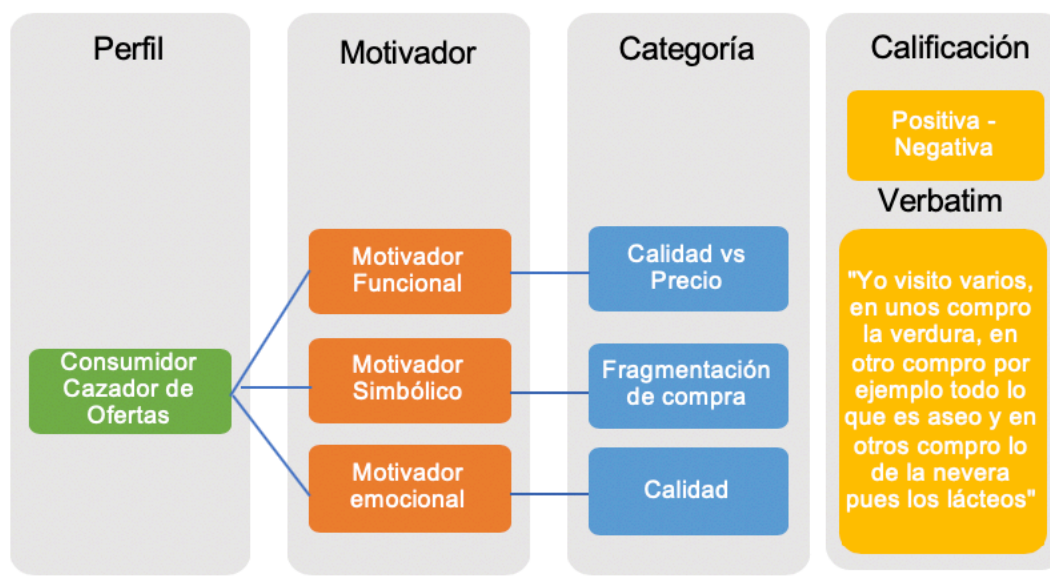 Perfil
Motivador
Categoría
Calificación
Positiva -
Negativa
Verbatim
Consumidor
Cazador de
Ofertas
Motivador
Funcional
Motivador
Simbólico
Motivador
emocional
Calidad vs
Precio
Fragmentación
de compra
Calidad
"Yo visito varios,
en unos compro
la verdura, en
otro compro por
ejemplo todo lo
que es aseo y en
otros compro lo
de la nevera
pues los lácteos"